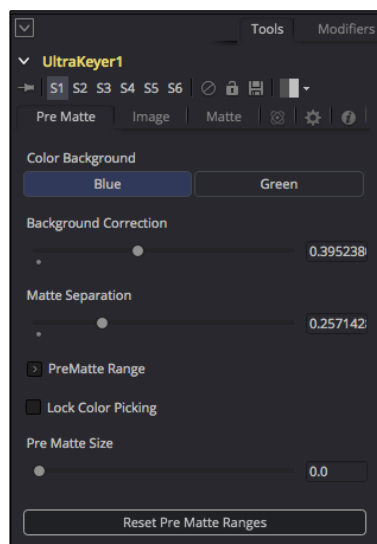 Tools Modifiers
UltraKeyer1
S1 S2 S3 S4 S5 S6
Pre Matte Image Matte
Color Background
Blue Green
Background Correction
0.395238
Matte Separation
0.257142
PreMatte Range
Lock Color Picking
Pre Matte Size
0.0
Reset Pre Matte Ranges